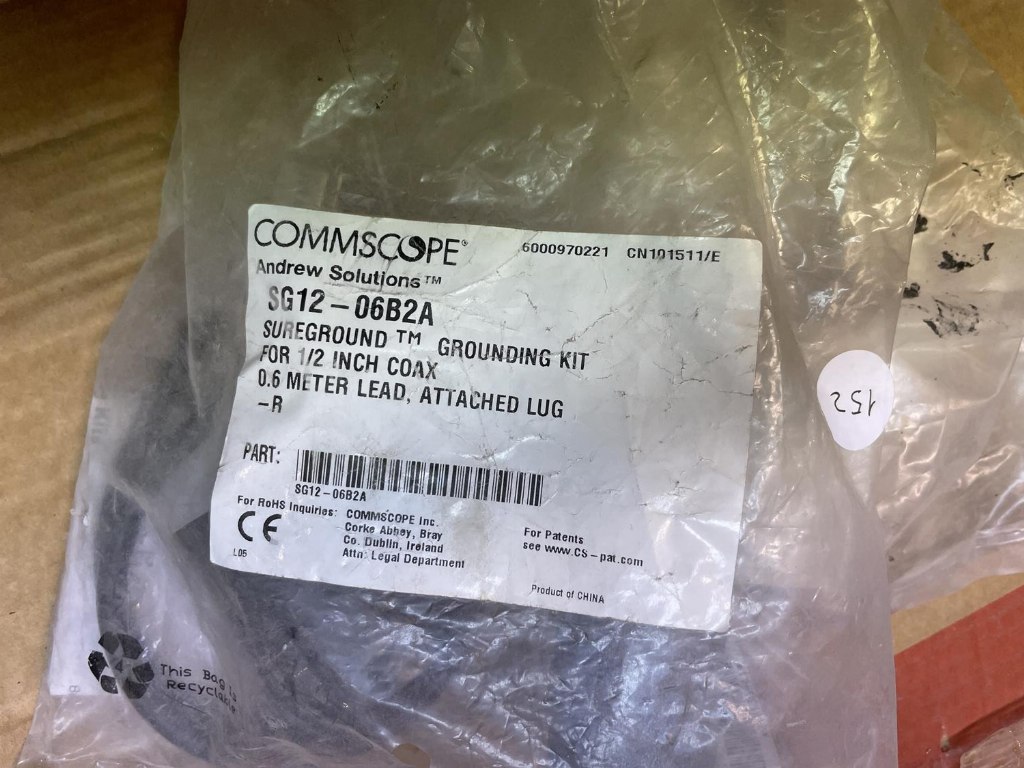 COMMSCOPE®
6000970221 CN101511/E
Andrew Solutions™
SG12-06B2A
SUREGROUND ™ GROUNDING KIT
FOR 1/2 INCH COAX
0.6 METER LEAD, ATTACHED LUG
-R
PART:
SG12-06B2A
For RoHS Inquiries: COMMSCOPE Inc.
Corke Abbey, Bray
Co. Dublin, Ireland
Attn: Legal Department
CE
L05
For Patents
see www.CS-pat.com
Product of CHINA
152
4
This Bag is
Recyclable